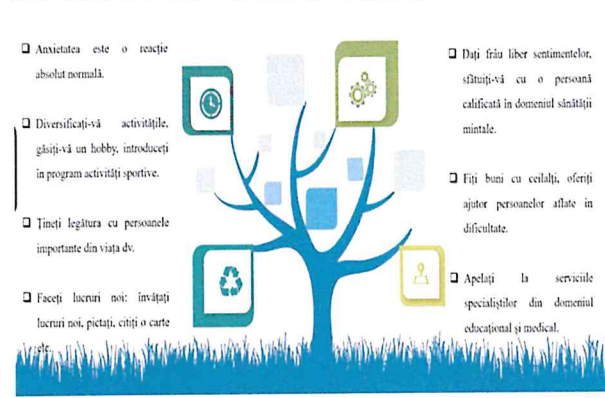 Anxietatea este o reacție
absolut normală.
Diversificați-vă activitățile,
găsiți-vă un hobby, introduceți
în program activități sportive.
Țineți legătura cu persoanele
importante din viața dv.
Faceți lucruri noi: învățați
lucruri noi, pictați, citiți o carte
etc.
Dați frâu liber sentimentelor,
sfătuiți-vă cu o persoană
calificată în domeniul sănătății
mintale.
Fiți buni cu ceilalți, oferiți
ajutor persoanelor aflate în
dificultate.
Apelați la serviciile
specialiștilor din domeniul
educațional și medical.